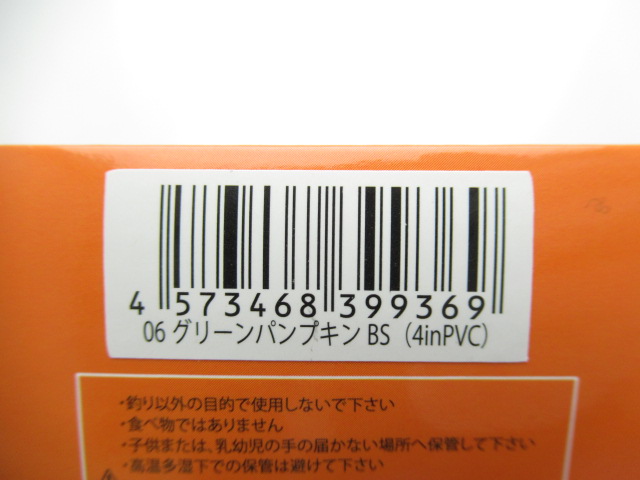 4 573468 399369
06 グリーンパンプキン BS（4inPVC）
・釣り以外の目的で使用しないで下さい
・食べ物ではありません
・子供または、乳幼児の手の届かない場所へ保管して下さい
・高温多湿下での保管は避けて下さい